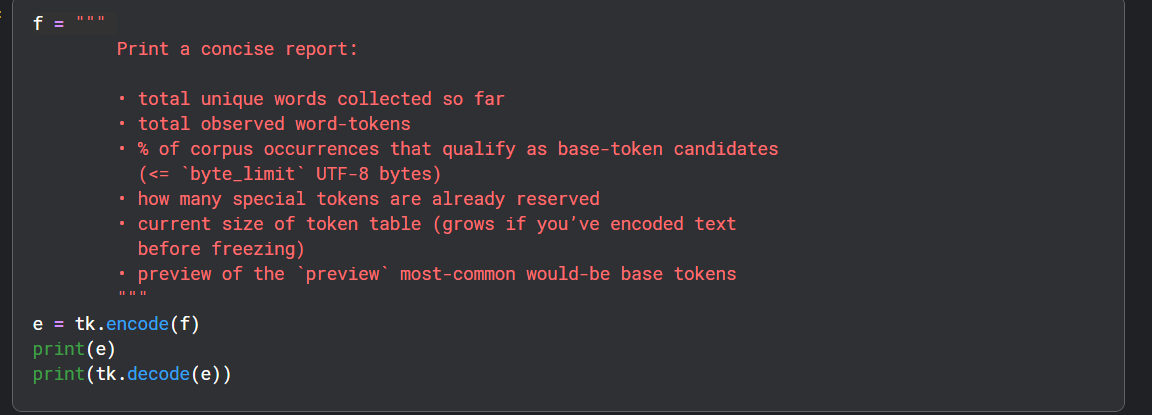 f = """
Print a concise report:
• total unique words collected so far
• total observed word-tokens
• % of corpus occurrences that qualify as base-token candidates
(<= `byte_limit` UTF-8 bytes)
• how many special tokens are already reserved
• current size of token table (grows if you’ve encoded text
before freezing)
• preview of the `preview` most-common would-be base tokens
"""
e = tk.encode(f)
print(e)
print(tk.decode(e))